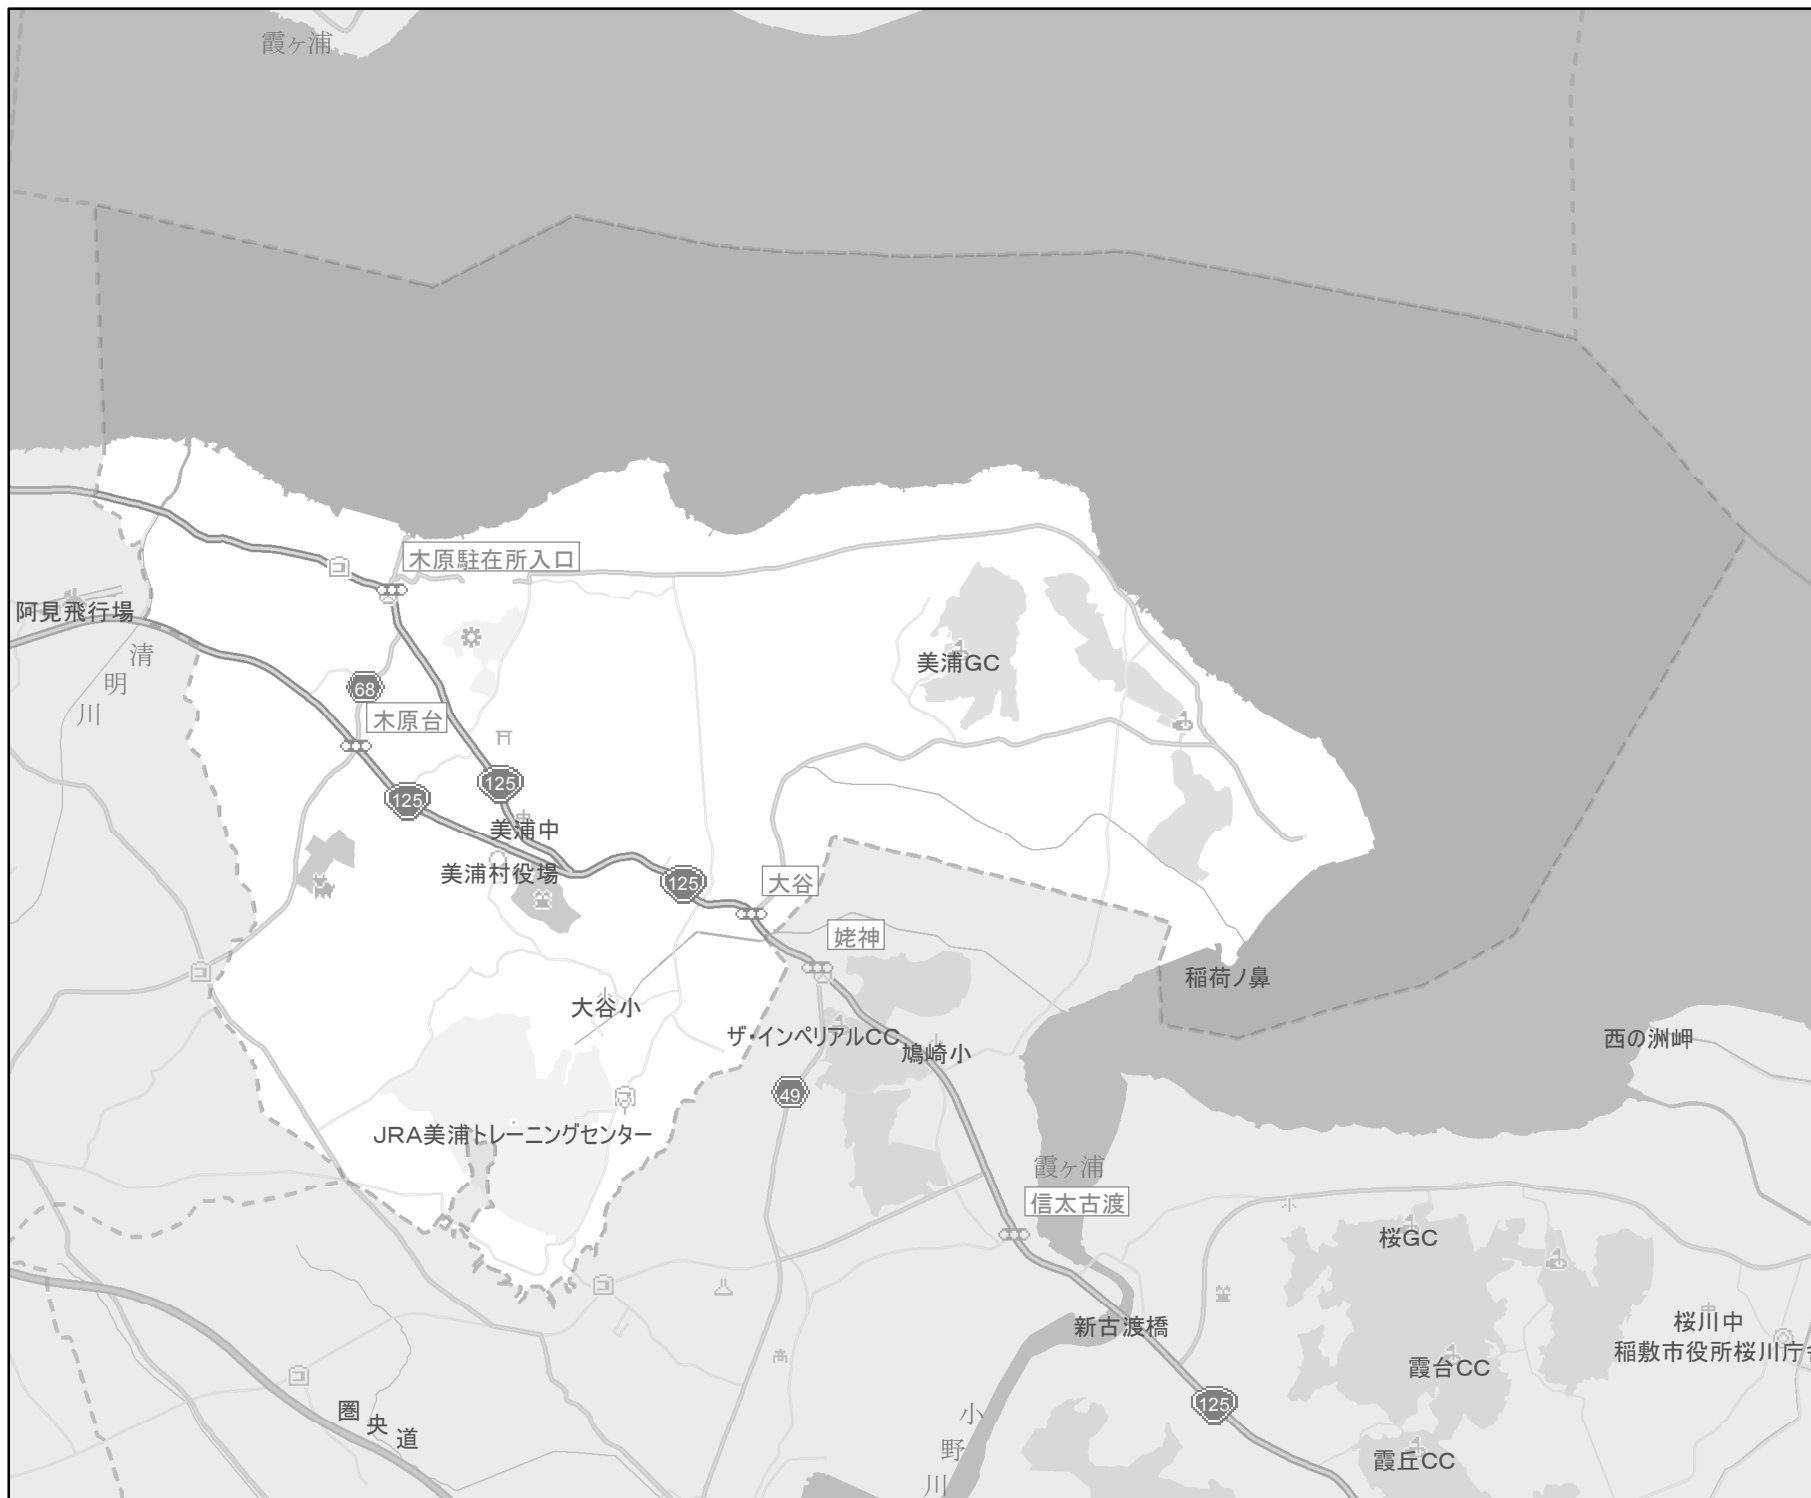 霞ヶ浦
木原駐在所入口
阿見飛行場
清明川
美浦GC
68
木原台
125
125
美浦中
美浦村役場
125
大谷
姥神
稲荷ノ鼻
大谷小
ザ・インペリアルCC
鳩崎小
西の洲岬
49
JRA美浦トレーニングセンター
霞ヶ浦
信太古渡
桜GC
新古渡橋
桜川中
稲敷市役所桜川庁舎
霞台CC
125
圏央道
小野川
霞丘CC
中
小